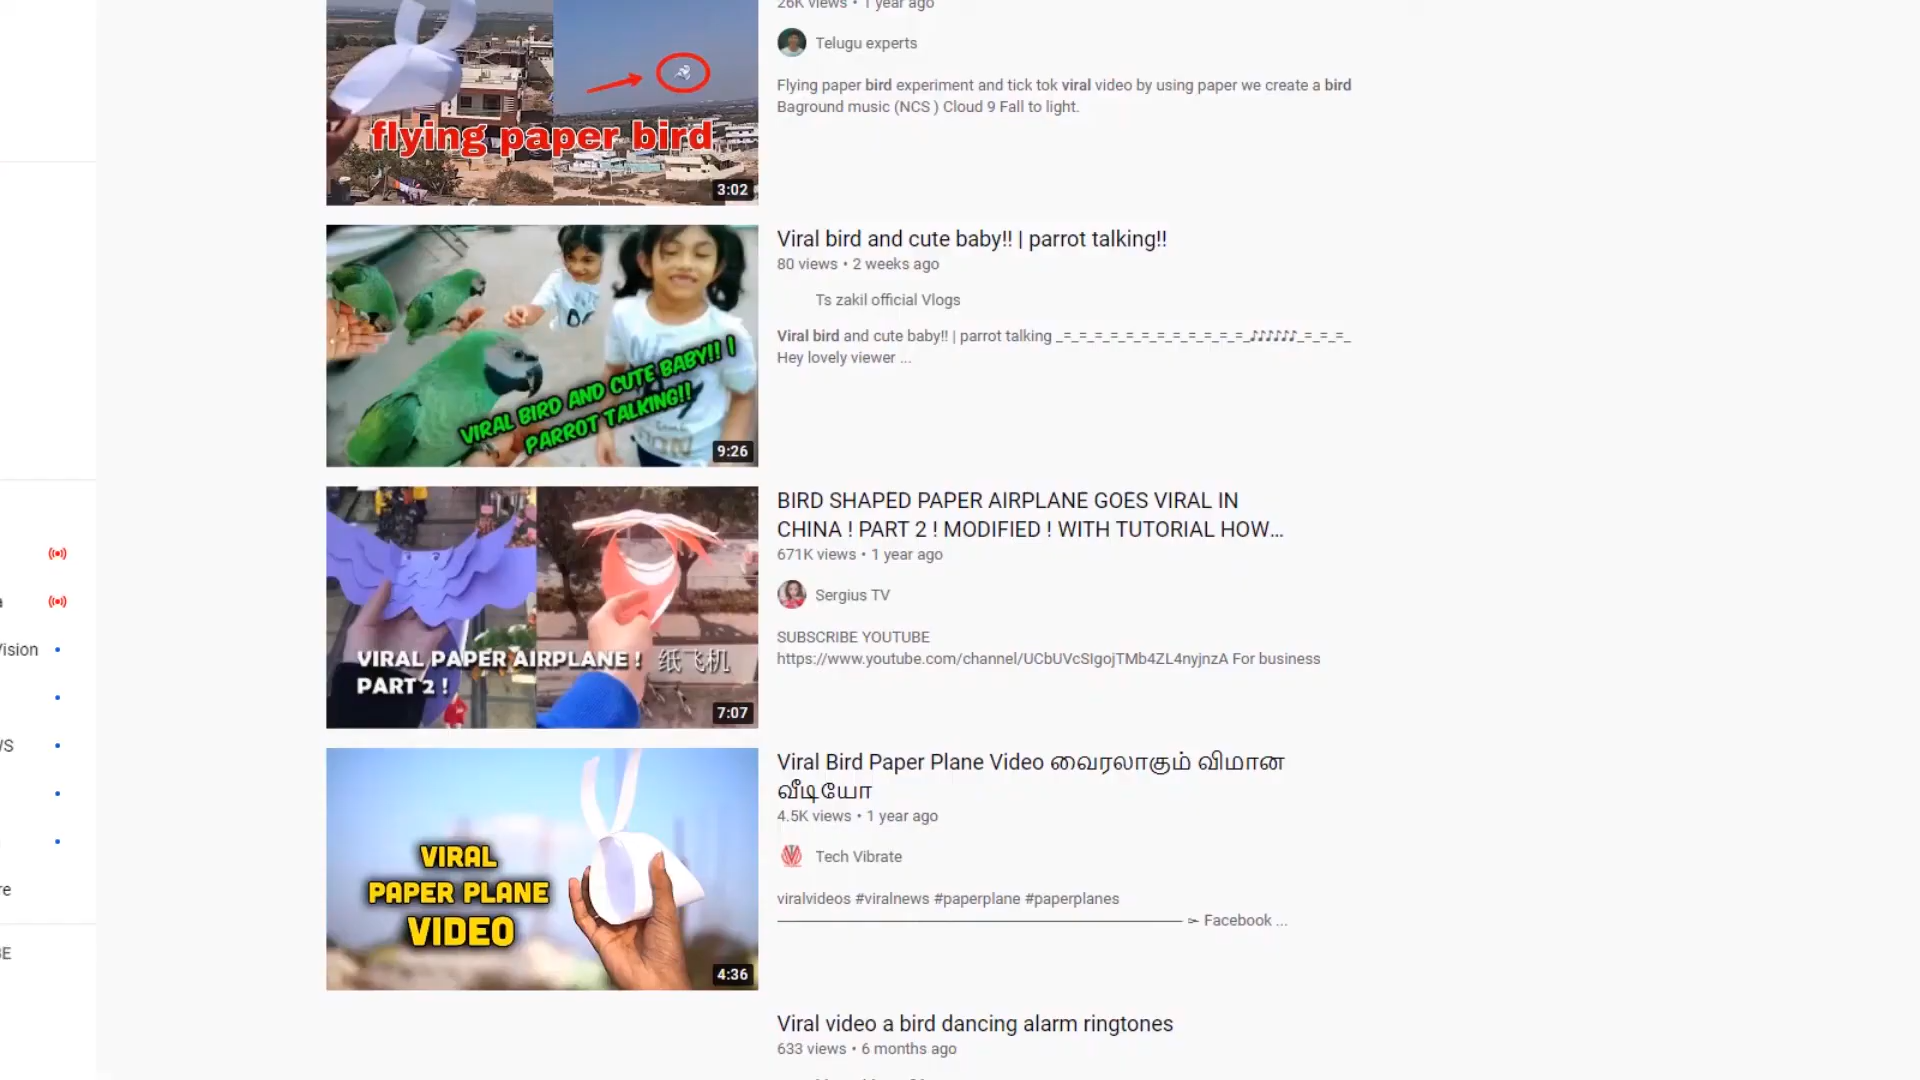 26K views • 1 year ago
Telugu experts
Flying paper bird experiment and tick tok viral video by using paper we create a bird
Baground music (NCS ) Cloud 9 Fall to light.
flying paper bird
3:02
Viral bird and cute baby!! | parrot talking!!
80 views • 2 weeks ago
Ts zakil official Vlogs
Viral bird and cute baby!! | parrot talking _=_=_=_=_=_=_=_=_=_=_=_=_♪♪♪♪♪♪_=_=_=_
Hey lovely viewer ...
VIRAL BIRD AND CUTE BABY!! |
PARROT TALKING!!
9:26
BIRD SHAPED PAPER AIRPLANE GOES VIRAL IN
CHINA ! PART 2 ! MODIFIED ! WITH TUTORIAL HOW...
671K views • 1 year ago
Sergius TV
SUBSCRIBE YOUTUBE
https://www.youtube.com/channel/UCbUVcSIgojTMb4ZL4nyjnzA For business
VIRAL PAPER AIRPLANE ! 纸飞机
PART 2 !
7:07
Viral Bird Paper Plane Video வைரலாகும் விமான
வீடியோ
4.5K views • 1 year ago
Tech Vibrate
viralvideos #viralnews #paperplane #paperplanes
Facebook ...
VIRAL
PAPER PLANE
VIDEO
4:36
Viral video a bird dancing alarm ringtones
633 views • 6 months ago